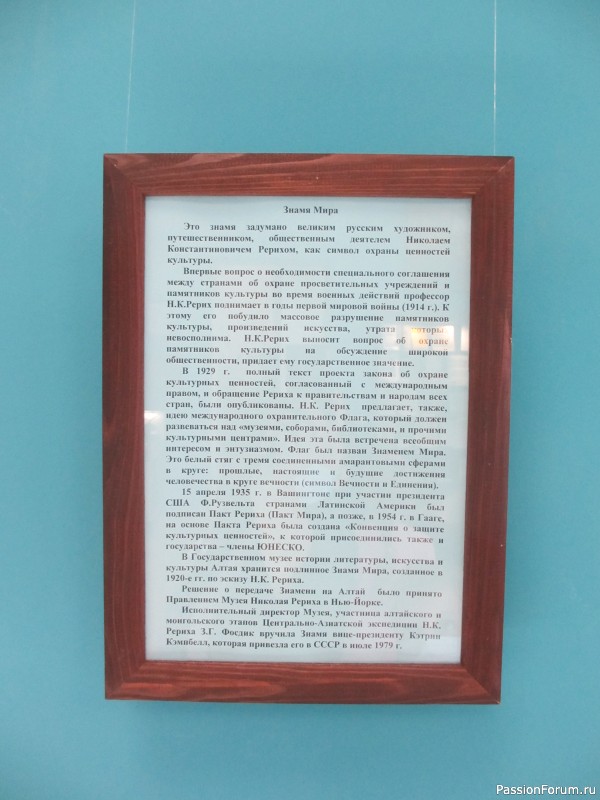 Знамя Мира
Это знамя задумано великим русским художником,
путешественником, общественным деятелем Николаем
Константиновичем Рерихом, как символ охраны ценностей
культуры.
Впервые вопрос о необходимости специального соглашения
между странами об охране просветительных учреждений и
памятников культуры во время военных действий профессор
Н.К.Рерих поднимает в годы первой мировой войны (1914 г.). К
этому его побудило массовое разрушение памятников
культуры, произведений искусства, утрата которы
невосполнима. Н.К.Рерих выносит вопрос об охране
памятников культуры на обсуждение широкой
общественности, придает ему государственное значение.
В 1929 г. полный текст проекта закона об охране
культурных ценностей, согласованный с международным
правом, и обращение Рериха к правительствам и народам всех
стран, были опубликованы. Н.К. Рерих предлагает, также,
идею международного охранительного Флага, который должен
развеваться над «музеями, соборами, библиотеками, и прочими
культурными центрами». Идея эта была встречена всеобщим
интересом и энтузиазмом. Флаг был назван Знаменем Мира.
Это белый стяг с тремя соединенными амарантовыми сферами
в круге: прошлые, настоящие и будущие достижения
человечества в круге вечности (символ Вечности и Единения).
15 апреля 1935 г. в Вашингтоне при участии президента
США Ф.Рузвельта странами Латинской Америки был
подписан Пакт Рериха (Пакт Мира), а позже, в 1954 г. в Гааге,
на основе Пакта Рериха была создана «Конвенция о защите
культурных ценностей», к которой присоединились также и
государства – члены ЮНЕСКО.
В Государственном музее истории литературы, искусства и
культуры Алтая хранится подлинное Знамя Мира, созданное в
1920-е гг. по эскизу Н.К. Рериха.
Решение о передаче Знамени на Алтай было принято
Правлением Музея Николая Рериха в Нью-Йорке.
Исполнительный директор Музея, участница алтайского и
монгольского этапов Центрально-Азиатской экспедиции Н.К.
Рериха З.Г. Фосдик вручила Знамя вице-президенту Кэтрин
Кэмпбелл, которая привезла его в СССР в июле 1979 г.
PassionForum.ru